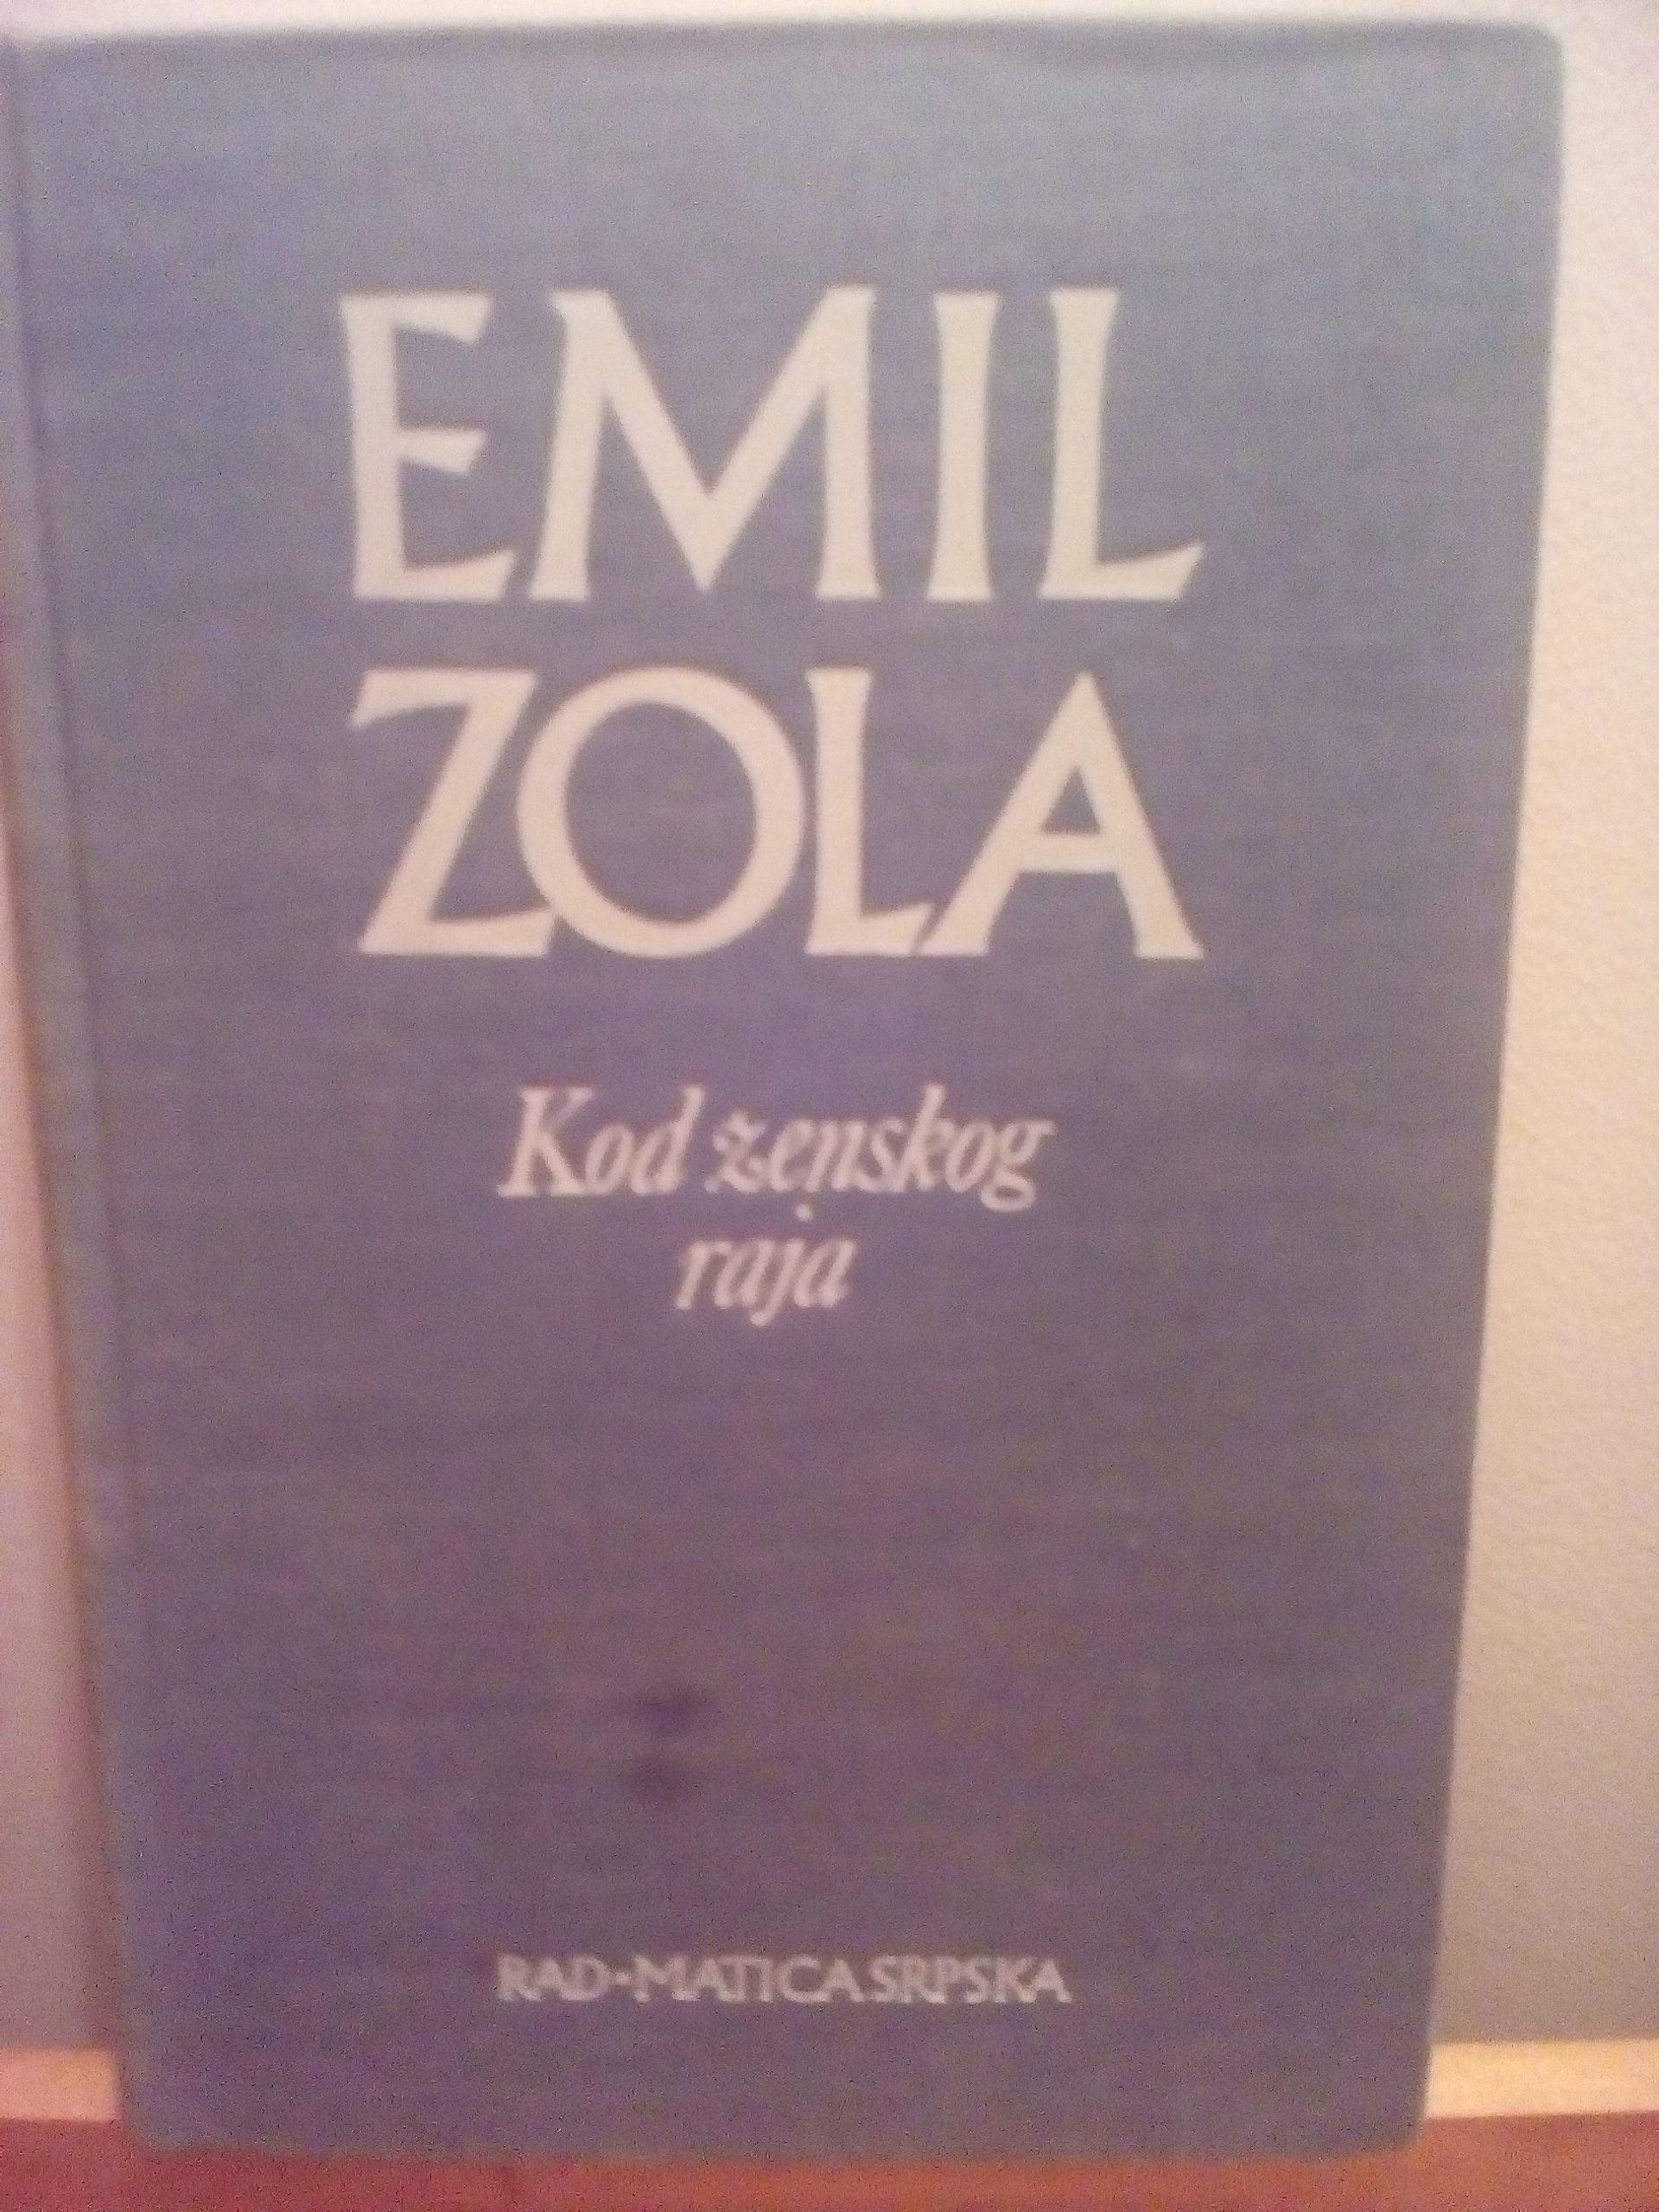 EMIL
ZOLA
Kod ženskog
raja
RAD•MATICA SRPSKA